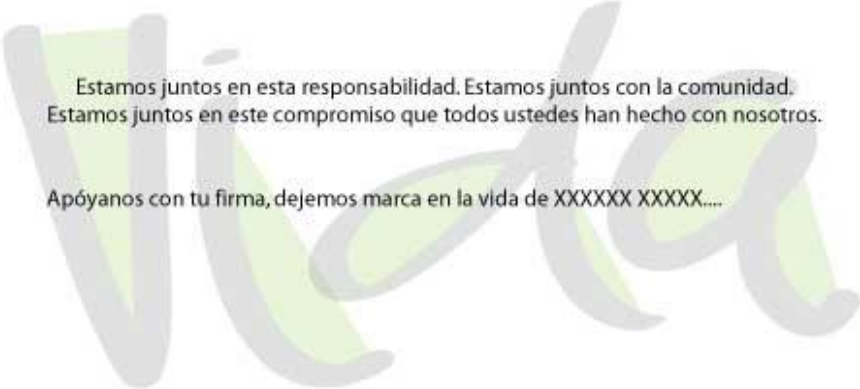 Vida
Estamos juntos en esta responsabilidad. Estamos juntos con la comunidad.
Estamos juntos en este compromiso que todos ustedes han hecho con nosotros.
Apóyanos con tu firma, dejemos marca en la vida de XXXXXX XXXXX....